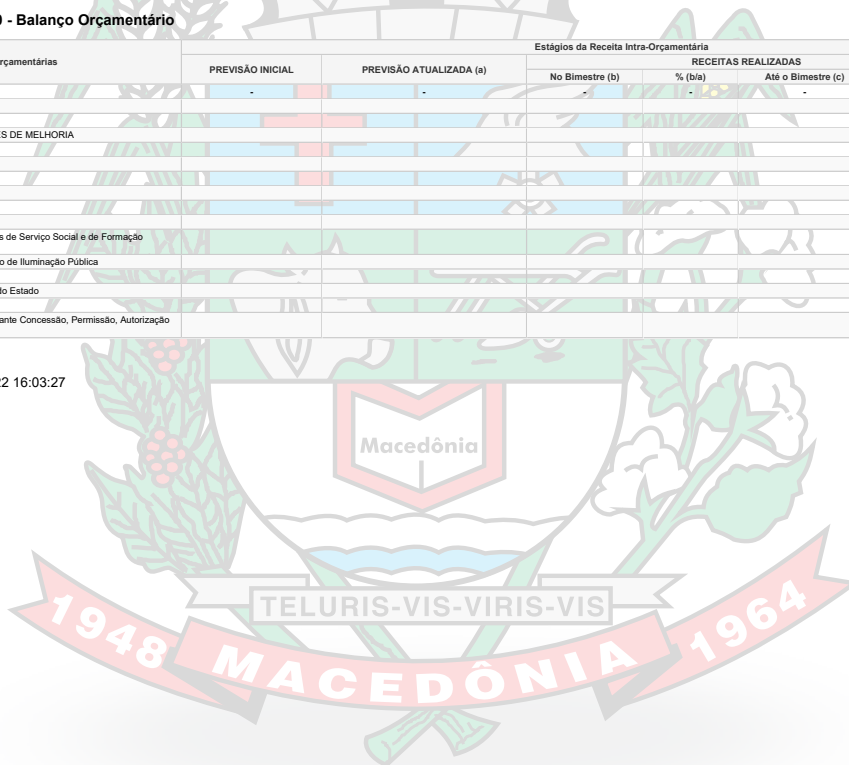 0 - Balanço Orçamentário
Estágios da Receita Intra-Orçamentária
rçamentárias
PREVISÃO INICIAL
PREVISÃO ATUALIZADA (a)
RECEITAS REALIZADAS
No Bimestre (b)
% (b/a)
Até o Bimestre (c)
- - - - -
S DE MELHORIA
s de Serviço Social e de Formação
o de Iluminação Pública
do Estado
ante Concessão, Permissão, Autorização
22 16:03:27
Macedônia
TELURIS-VIS-VIRIS-VIS
1948 MACEDÔNIA 1964